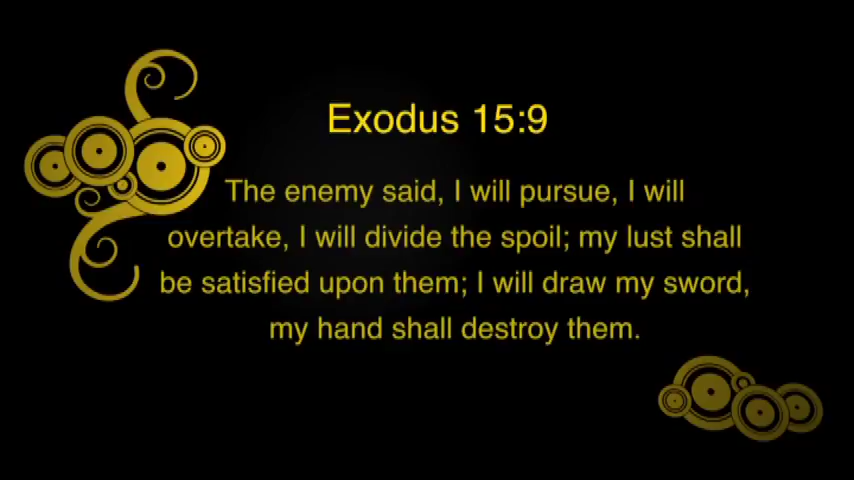 Exodus 15:9
The enemy said, I will pursue, I will
overtake, I will divide the spoil; my lust shall
be satisfied upon them; I will draw my sword,
my hand shall destroy them.